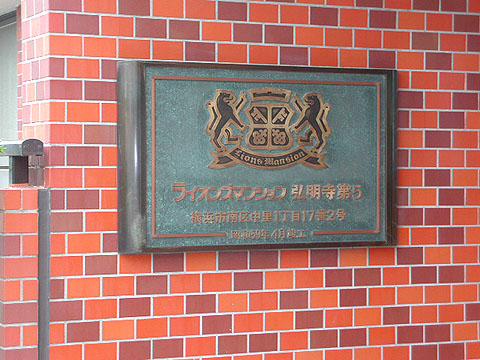 Lions Mansion
ライオンズマンション 弘明寺第5
横浜市南区中里1丁目17番2号
昭和59年4月竣工